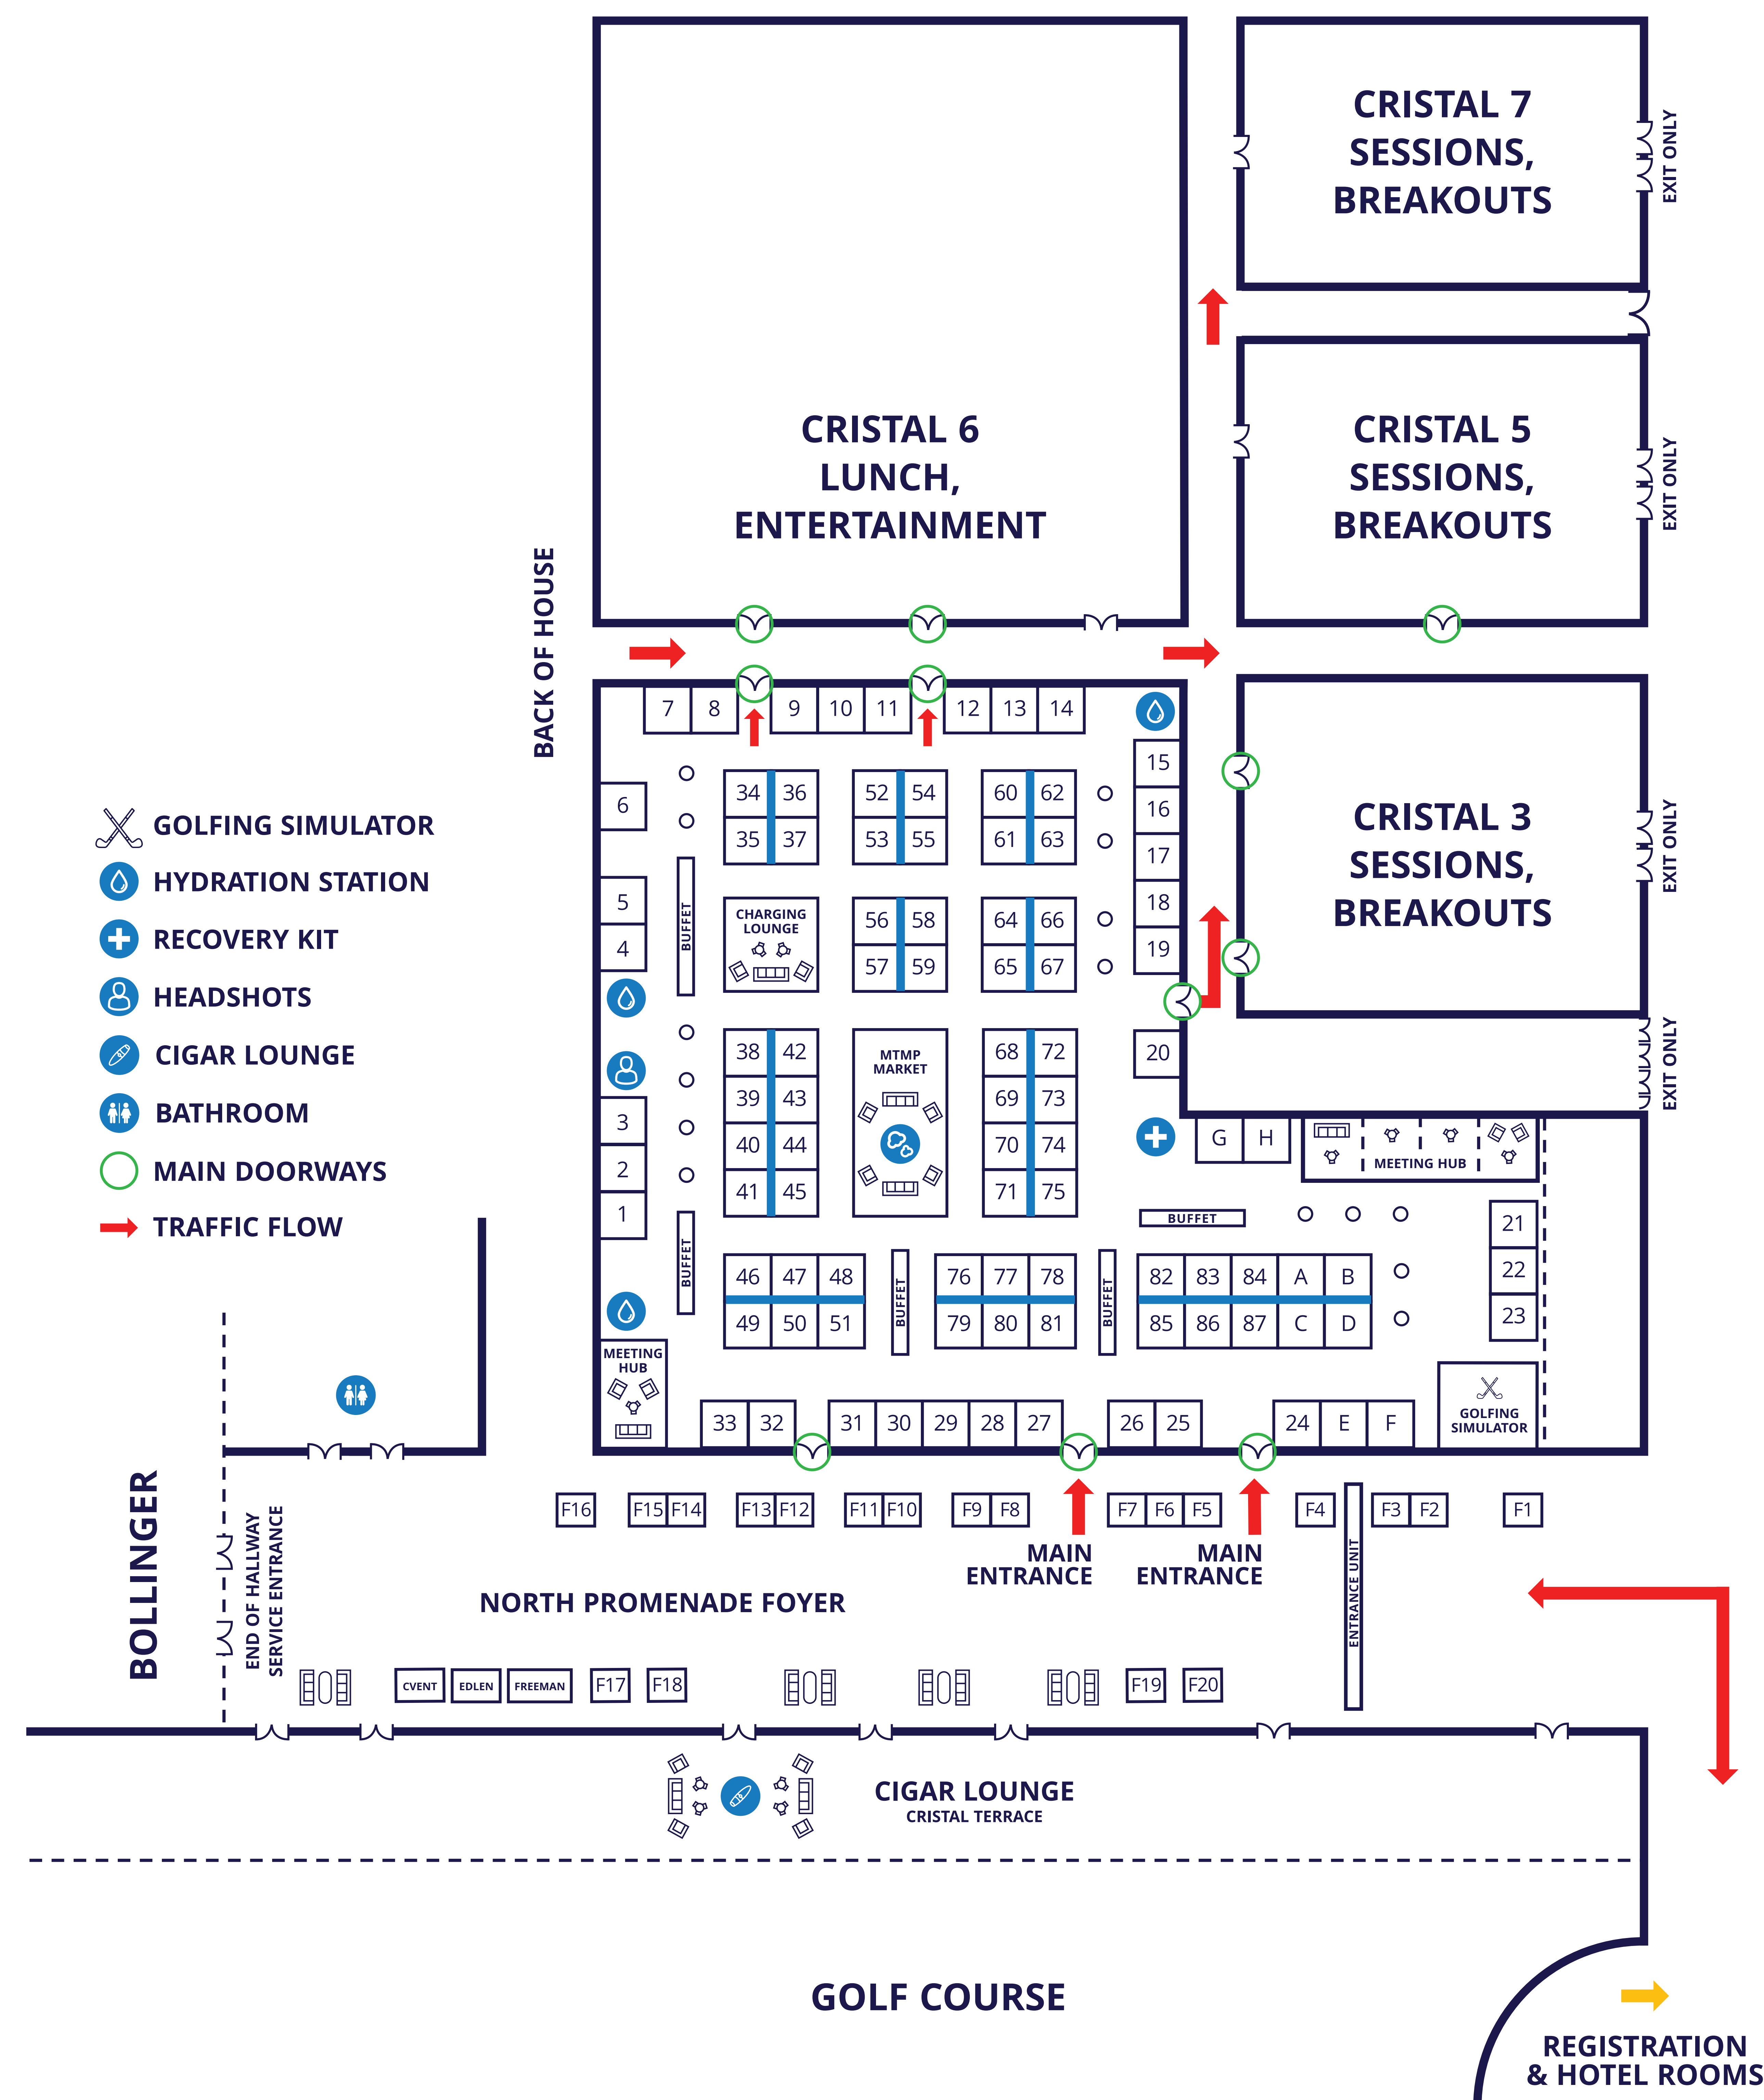 CRISTAL 7
SESSIONS,
BREAKOUTS
EXIT ONLY
CRISTAL 6
LUNCH,
ENTERTAINMENT
CRISTAL 5
SESSIONS,
BREAKOUTS
EXIT ONLY
BACK OF HOUSE
CRISTAL 3
SESSIONS,
BREAKOUTS
EXIT ONLY
EXIT ONLY
GOLFING SIMULATOR
HYDRATION STATION
RECOVERY KIT
HEADSHOTS
CIGAR LOUNGE
BATHROOM
MAIN DOORWAYS
TRAFFIC FLOW
7 8 9 10 11 12 13 14
15
16
17
18
19
20
6
5
4
3
2
1
34 36
35 37
52 54
53 55
60 62
61 63
BUFFET
CHARGING
LOUNGE
56 58
57 59
64 66
65 67
38 42
39 43
40 44
41 45
MTMP
MARKET
68 72
69 73
70 74
71 75
G H
MEETING HUB
BUFFET
BUFFET
21
22
23
46 47 48
49 50 51
BUFFET
76 77 78
79 80 81
BUFFET
82 83 84 A B
85 86 87 C D
MEETING
HUB
33 32 31 30 29 28 27 26 25 24 E F
GOLFING
SIMULATOR
F16 F15 F14 F13 F12 F11 F10 F9 F8 F7 F6 F5 F4 F3 F2 F1
MAIN
ENTRANCE
MAIN
ENTRANCE
ENTRANCE UNIT
BOLLINGER
END OF HALLWAY
SERVICE ENTRANCE
NORTH PROMENADE FOYER
CVENT EDLEN FREEMAN F17 F18 F19 F20
CIGAR LOUNGE
CRISTAL TERRACE
GOLF COURSE
REGISTRATION
& HOTEL ROOMS